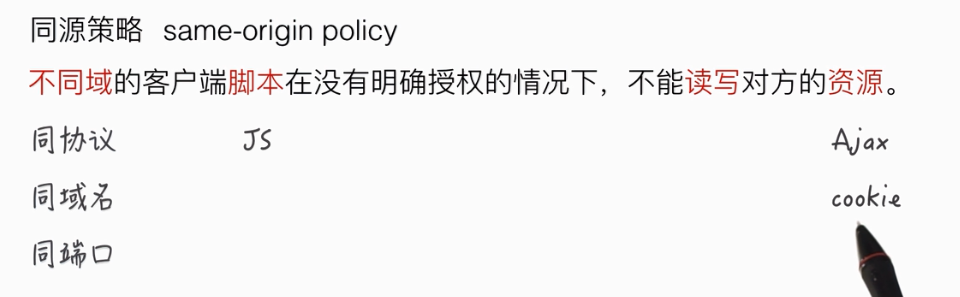 同源策略 same-origin policy
不同域的客户端脚本在没有明确授权的情况下，不能读写对方的资源。
同协议 JS Ajax
同域名 cookie
同端口